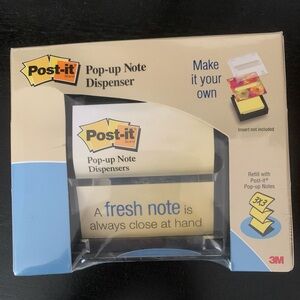 Post-it
Pop-up Note
Dispenser
Make
it your
own
Insert not included
Post-it
Pop-up Note
Dispensers
A fresh note is
always close at hand
Refill with
Post-it®
Pop-up Notes
3X3
3M